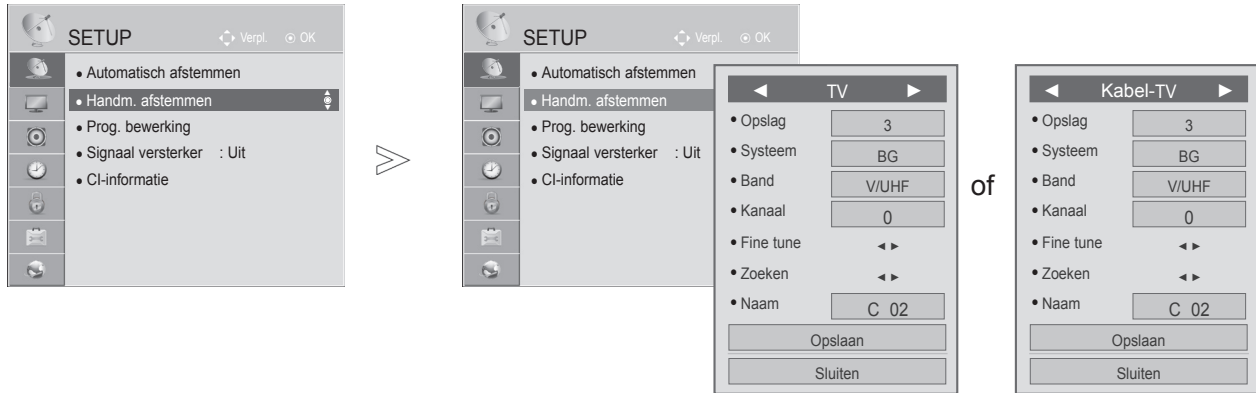 SETUP
Verpl. OK
Automatisch afstemmen
Handm. afstemmen
Prog. bewerking
Signaal versterker : Uit
CI-informatie
SETUP
Verpl. OK
Automatisch afstemmen
Handm. afstemmen
Prog. bewerking
Signaal versterker : Uit
CI-informatie
◄ TV ►
Opslag 3
Systeem BG
Band V/UHF
Kanaal 0
Fine tune ◄ ►
Zoeken ◄ ►
Naam C 02
Opslaan
Sluiten
of
◄ Kabel-TV ►
Opslag 3
Systeem BG
Band V/UHF
Kanaal 0
Fine tune ◄ ►
Zoeken ◄ ►
Naam C 02
Opslaan
Sluiten